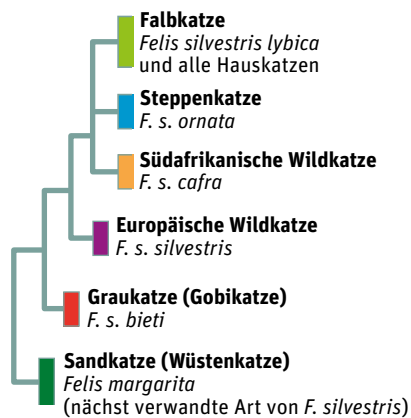 Falbkatze
Felis silvestris lybica
und alle Hauskatzen
Steppenkatze
F. s. ornata
Südafrikanische Wildkatze
F. s. cafra
Europäische Wildkatze
F. s. silvestris
Graukatze (Gobikatze)
F. s. bieti
Sandkatze (Wüstenkatze)
Felis margarita
(nächst verwandte Art von F. silvestris)